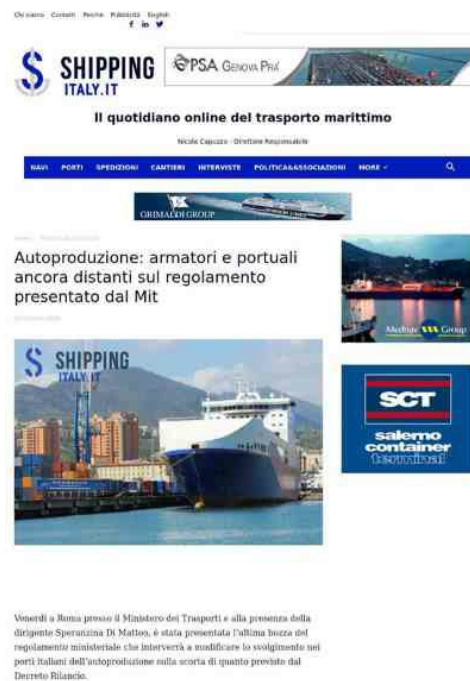 Chi siamo Contatti Perché Pubblicità English
SHIPPING
ITALY.IT
PSA GENOVA PRA'
Il quotidiano online del trasporto marittimo
Nicola Capuzzo - Direttore Responsabile
NAVI PORTI SPEDIZIONI CANTIERI INTERVISTE POLITICA&ASSOCIAZIONI MORE
GRIMALDI GROUP
Autoproduzione: armatori e portuali
ancora distanti sul regolamento
presentato dal Mit
Medmar Group
SHIPPING
ITALY.IT
SCT
salerno
container
terminal
Venerdì a Roma presso il Ministero dei Trasporti e alla presenza della
dirigente Speranzina Di Matteo, è stata presentata l'ultima bozza del
regolamento ministeriale che interverrà a modificare lo svolgimento nei
porti italiani dell'autoproduzione sulla scorta di quanto previsto dal
Decreto Rilancio.